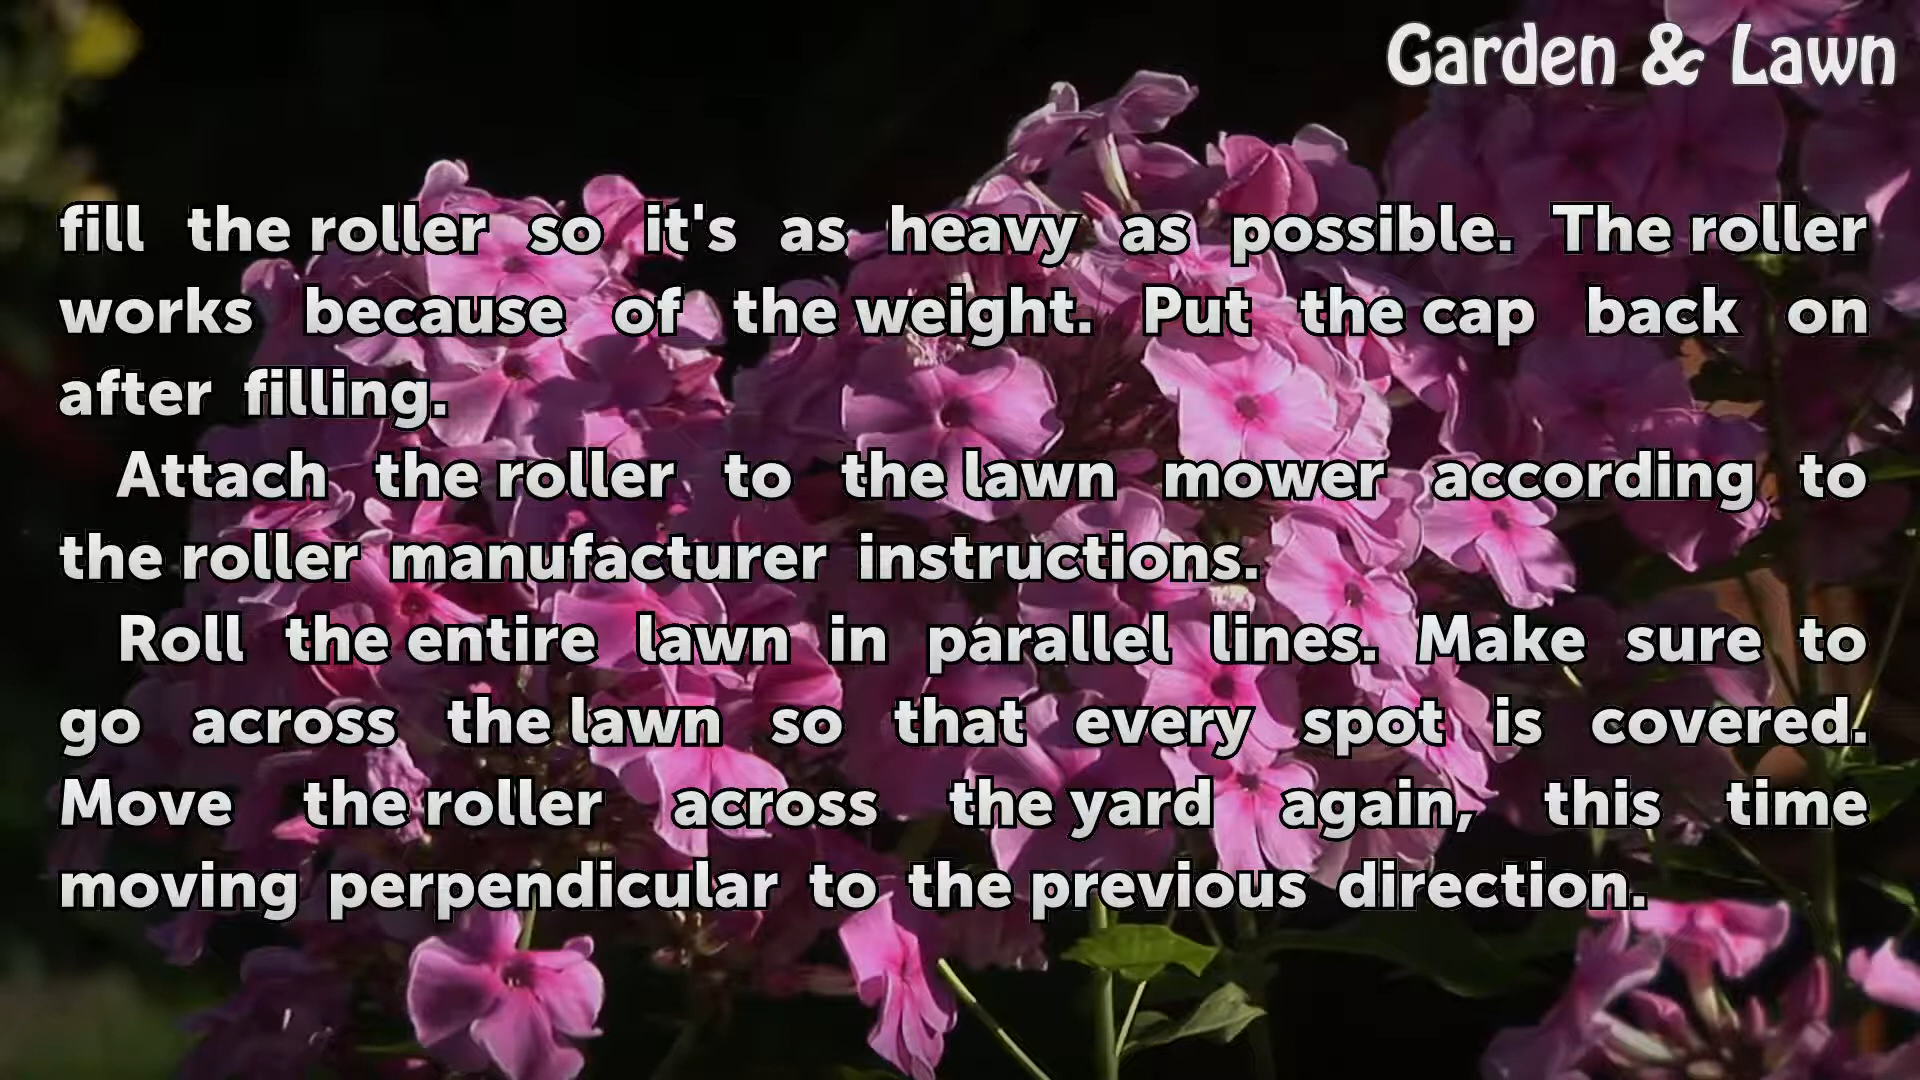 Garden & Lawn
fill the roller so it's as heavy as possible. The roller
works because of the weight. Put the cap back on
after filling.
Attach the roller to the lawn mower according to
the roller manufacturer instructions.
Roll the entire lawn in parallel lines. Make sure to
go across the lawn so that every spot is covered.
Move the roller across the yard again, this time
moving perpendicular to the previous direction.